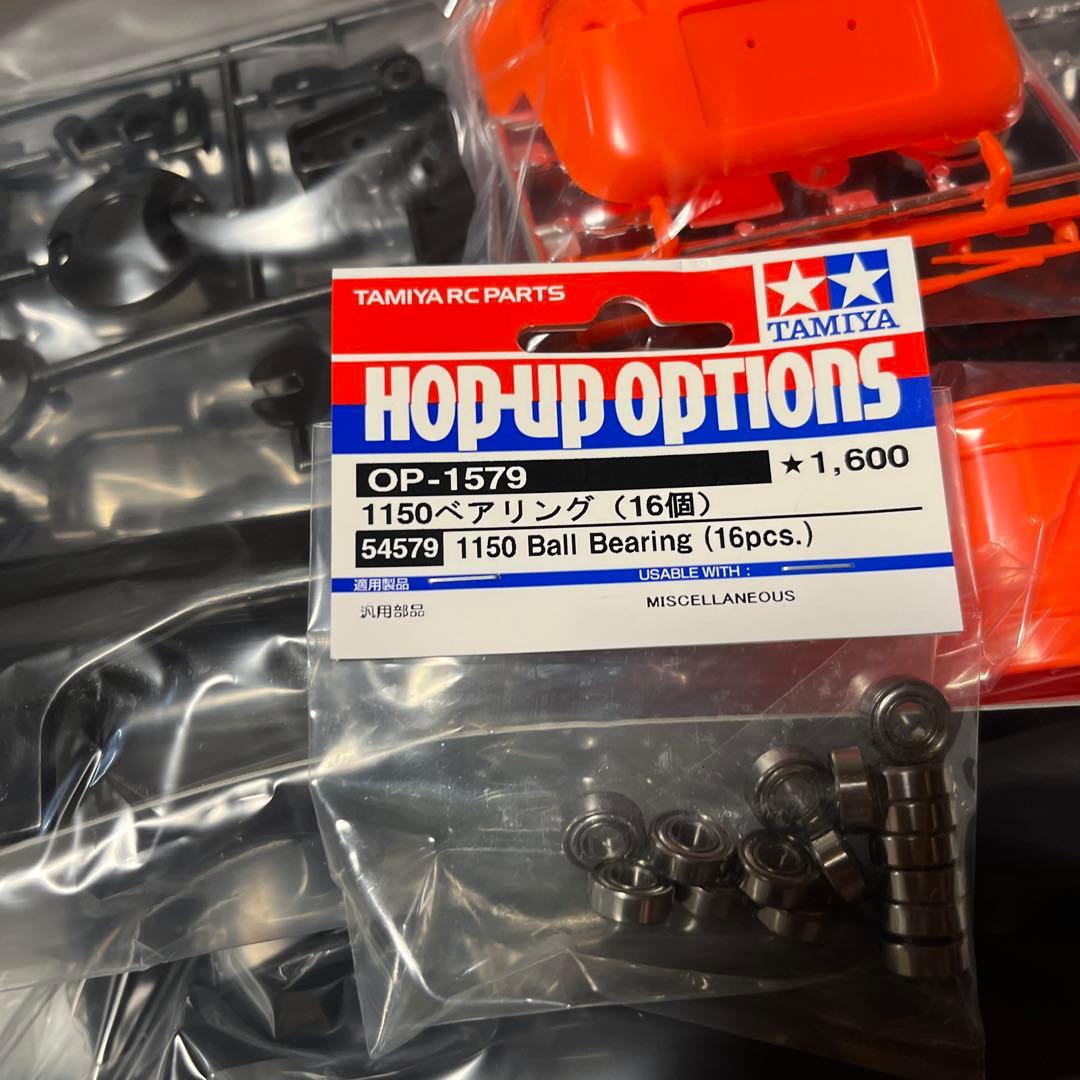 TAMIYA RC PARTS
TAMIYA
HOP-UP OPTIONS
OP-1579
★1,600
1150ベアリング（16個）
54579 1150 Ball Bearing (16pcs.)
適用製品
USABLE WITH :
汎用部品
MISCELLANEOUS